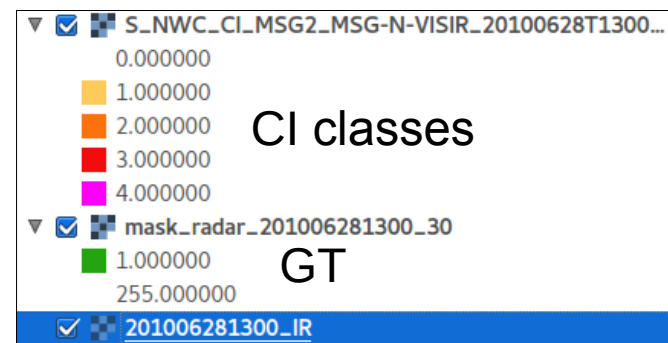 S_NWC_CI_MSG2_MSG-N-VISIR_20100628T1300...
0.000000
1.000000
2.000000
CI classes
3.000000
4.000000
mask_radar_201006281300_30
1.000000
GT
255.000000
201006281300_IR